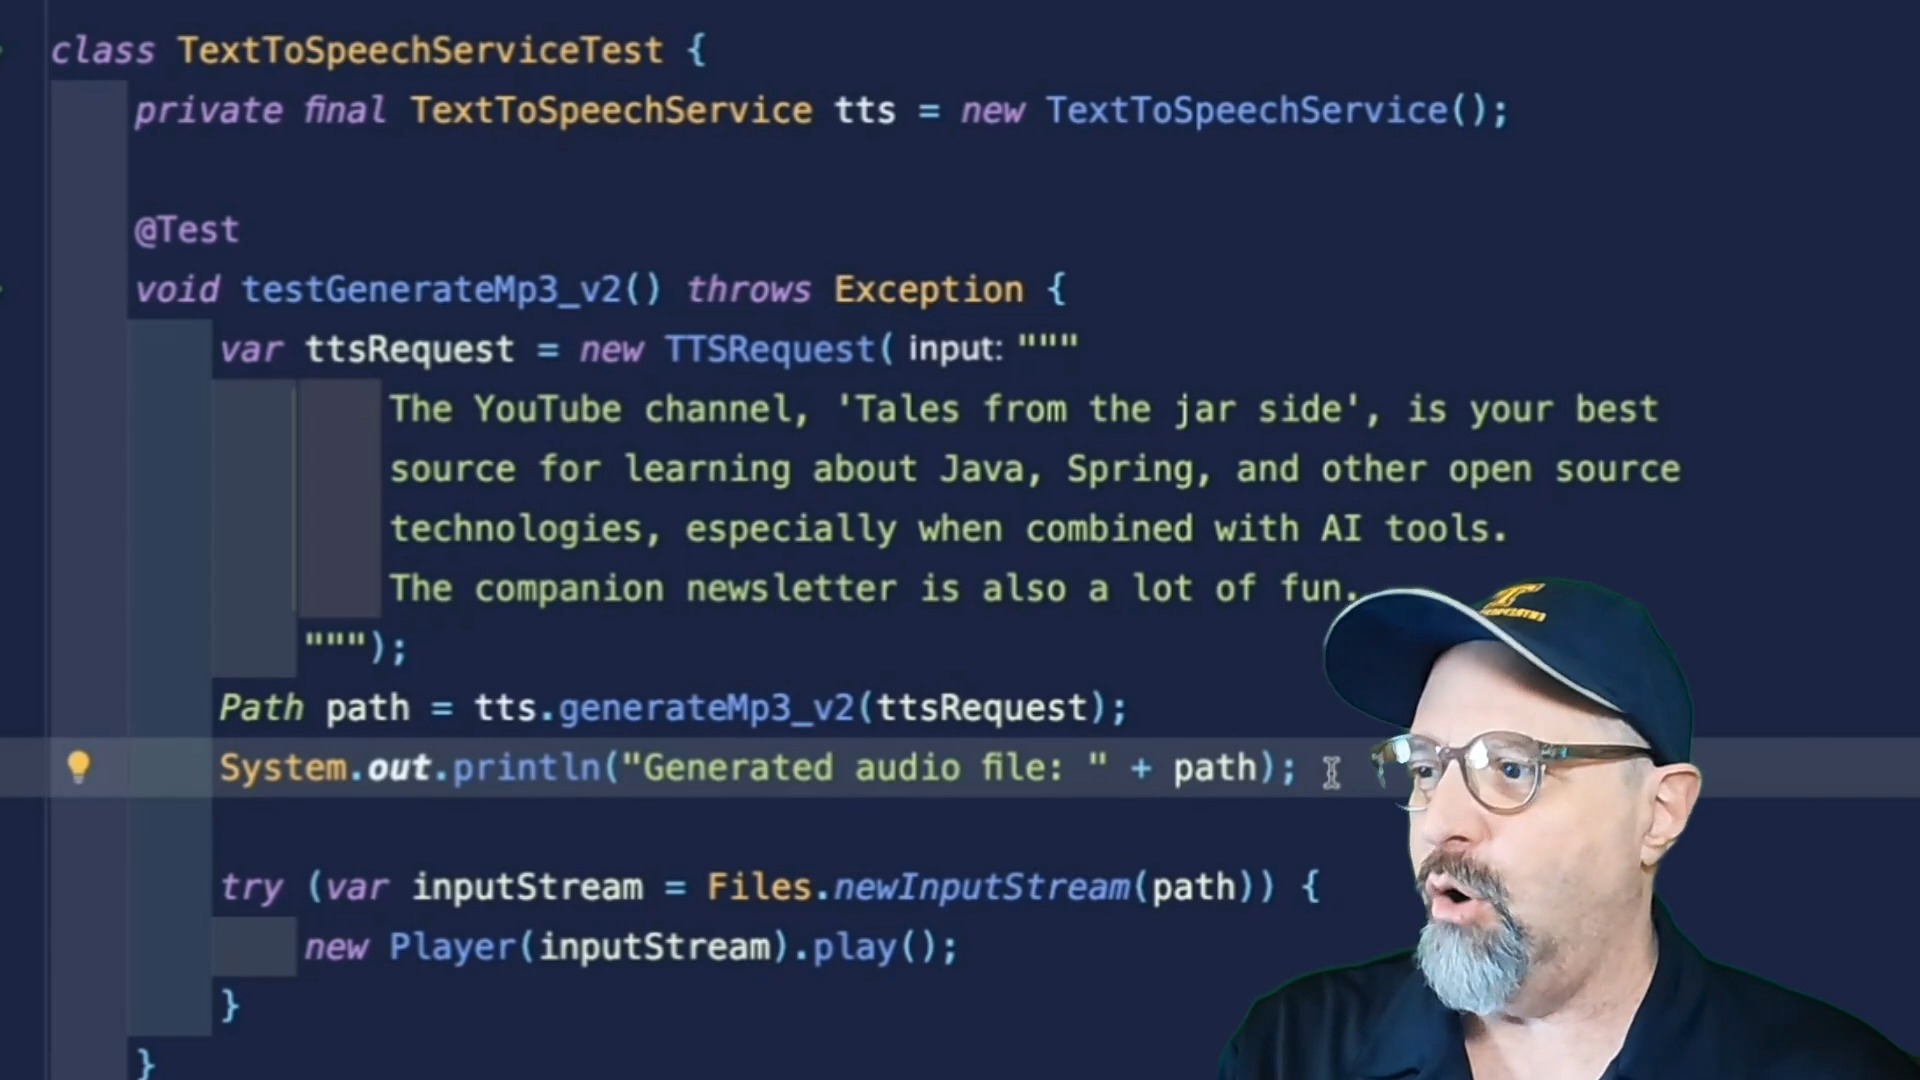 class TextToSpeechServiceTest {
private final TextToSpeechService tts = new TextToSpeechService();
@Test
void testGenerateMp3_v2() throws Exception {
var ttsRequest = new TTSRequest( input: """
The YouTube channel, 'Tales from the jar side', is your best
source for learning about Java, Spring, and other open source
technologies, especially when combined with AI tools.
The companion newsletter is also a lot of fun.
""");
Path path = tts.generateMp3_v2(ttsRequest);
System.out.println("Generated audio file: " + path);
try (var inputStream = Files.newInputStream(path)) {
new Player(inputStream).play();
}
}